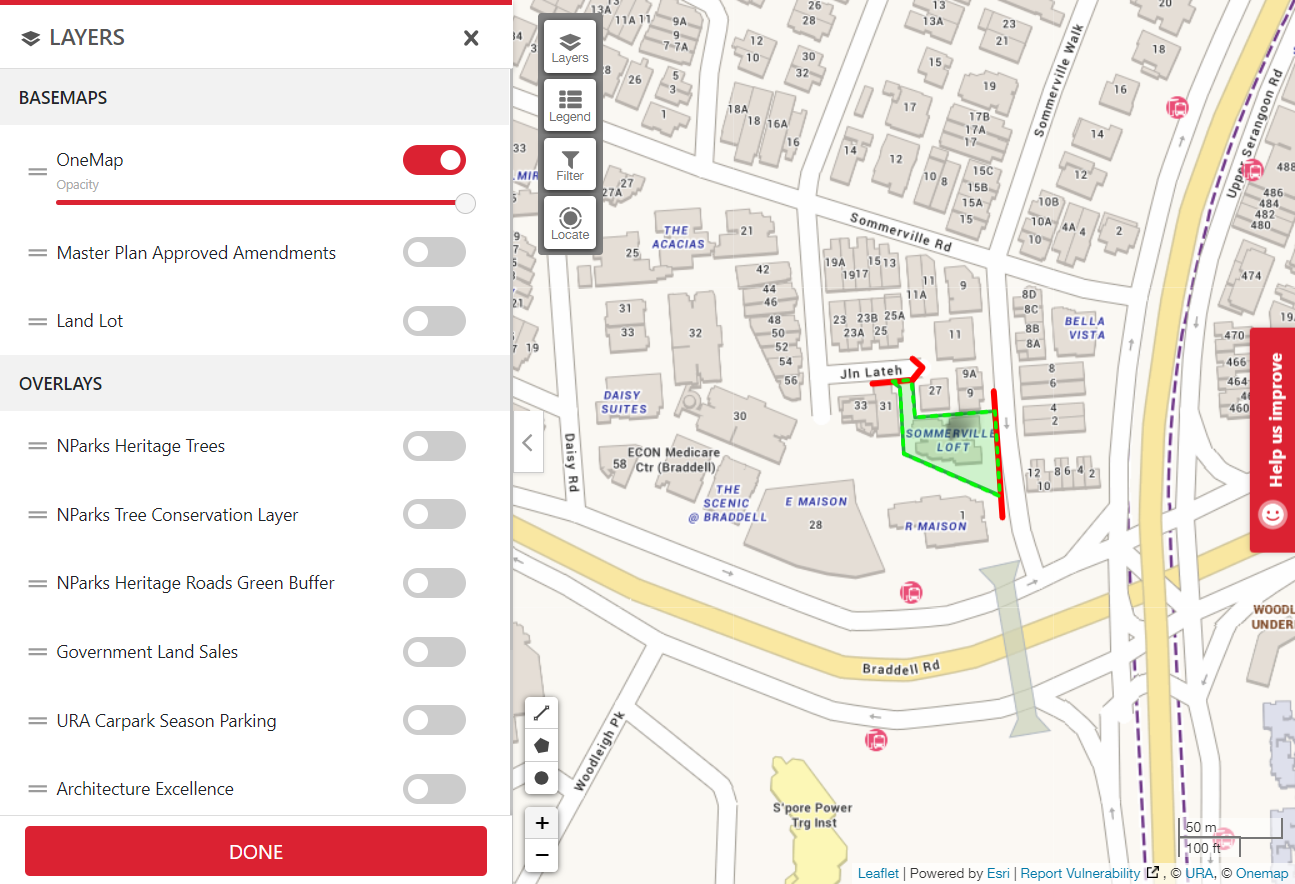 LAYERS
BASEMAPS
OneMap
Opacity
Master Plan Approved Amendments
Land Lot
OVERLAYS
NParks Heritage Trees
NParks Tree Conservation Layer
NParks Heritage Roads Green Buffer
Government Land Sales
URA Carpark Season Parking
Architecture Excellence
DONE
Layers
Legend
Filter
Locate
13A
11A
11
9A
9
7
7A
26
28
13
13A
23
21
20
12
10
30
32
15
18
Sommerville Walk
26
5
3
1
18A
18
16A
16
17
19
16
17B
17A
17
14
14
12
10
8
15C
15B
15A
15
12
Upper Serangoon Rd
488
486
484
482
480
33
27
27A
THE
ACACIAS
21
25
Sommerville Rd
10B
10A
10
4A
4
2
42
44
46
48
50
52
54
56
19A
19
17
15
13
11
11A
9
474
31
33
32
23
23B
25A
23A
25
11
8D
8C
8B
8A
BELLA
VISTA
470
466
464
460
19
Jln Lateh
27
9A
9
8
6
4
2
33
31
DAISY
SUITES
30
SOMMERVILLE
LOFT
Daisy Rd
58
ECON Medicare
Ctr (Braddell)
THE
SCENIC
@ BRADDELL
E MAISON
28
R MAISON
1
12
10
8
6
4
2
Help us improve
Braddell Rd
Woodleigh Pk
S'pore Power
Trg Inst
+
−
50 m
100 ft
Leaflet | Powered by Esri | Report Vulnerability , © URA, © Onemap